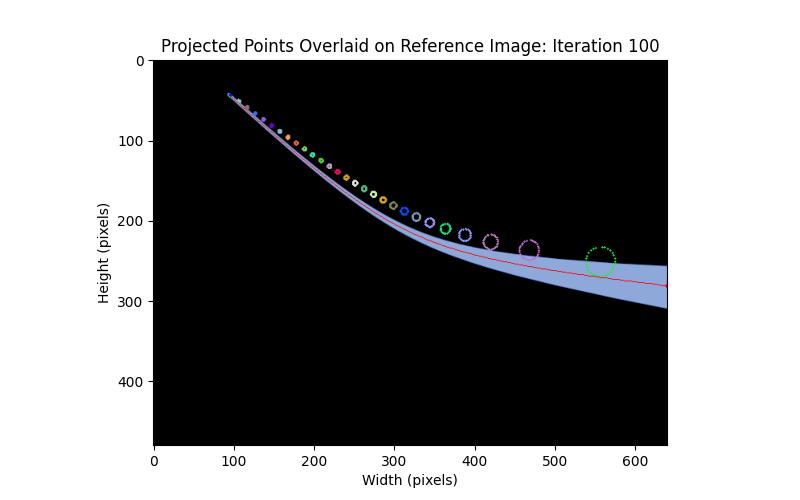 Projected Points Overlaid on Reference Image: Iteration 100
0
100
200
300
400
Height (pixels)
0 100 200 300 400 500 600
Width (pixels)